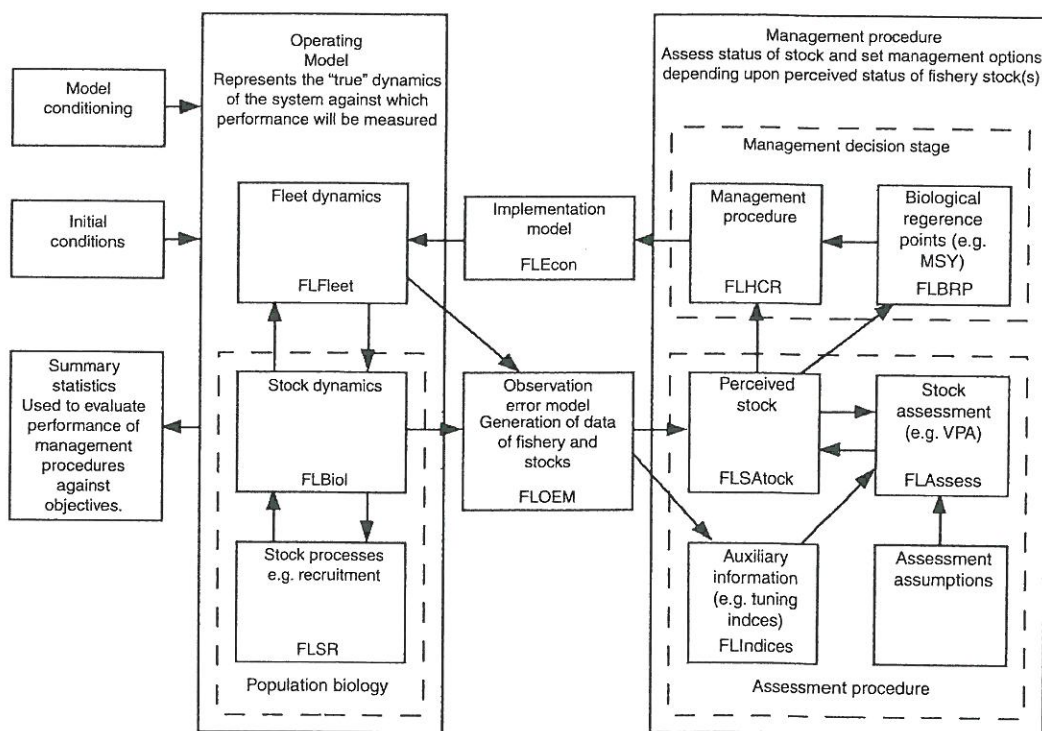 Model
conditioning
Initial
conditions
Summary
statistics
Used to evaluate
performance of
management
procedures
against
objectives.
Operating
Model
Represents the "true" dynamics
of the system against which
performance will be measured
Fleet dynamics
FLFleet
Stock dynamics
FLBiol
Stock processes
e.g. recruitment
FLSR
Population biology
Implementation
model
FLEcon
Observation
error model
Generation of data
of fishery and
stocks
FLOEM
Management procedure
Assess status of stock and set management options
depending upon perceived status of fishery stock(s)
Management decision stage
Management
procedure
FLHCR
Biological
regerence
points (e.g.
MSY)
FLBRP
Perceived
stock
FLSAtock
Stock
assessment
(e.g. VPA)
FLAssess
Auxiliary
information
(e.g. tuning
indces)
FLIndices
Assessment
assumptions
Assessment procedure